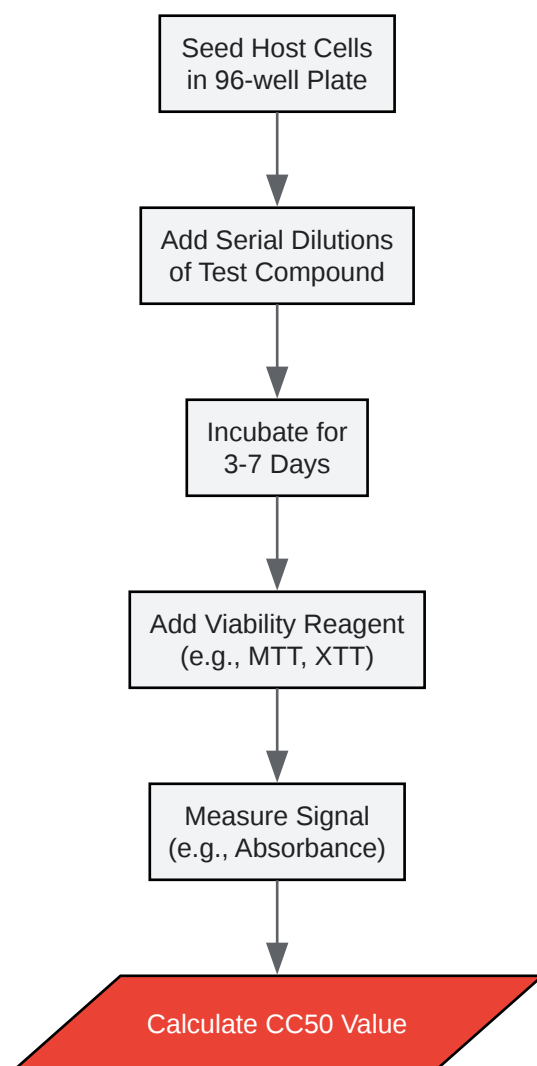 Seed Host Cells
in 96-well Plate
Add Serial Dilutions
of Test Compound
Incubate for
3-7 Days
Add Viability Reagent
(e.g., MTT, XTT)
Measure Signal
(e.g., Absorbance)
Calculate CC50 Value